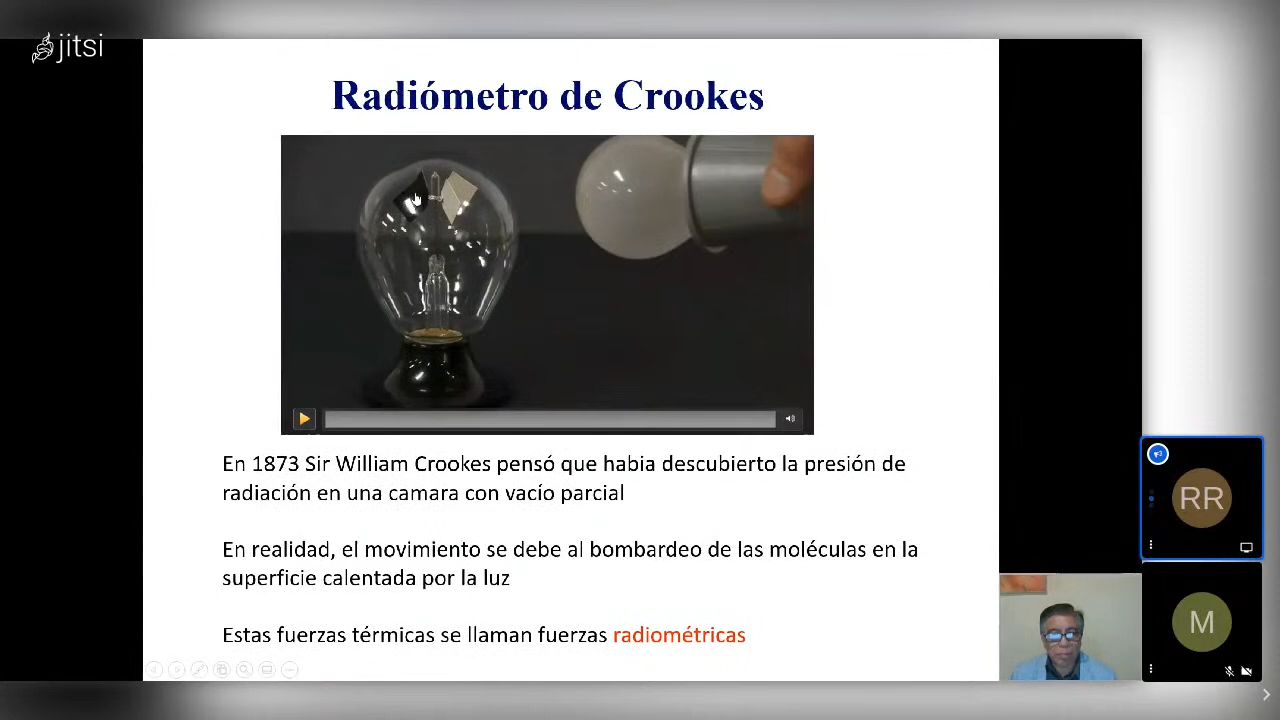 jitsi
Radiómetro de Crookes
En 1873 Sir William Crookes pensó que habia descubierto la presión de
radiación en una camara con vacío parcial
En realidad, el movimiento se debe al bombardeo de las moléculas en la
superficie calentada por la luz
Estas fuerzas térmicas se llaman fuerzas radiométricas
RR
M